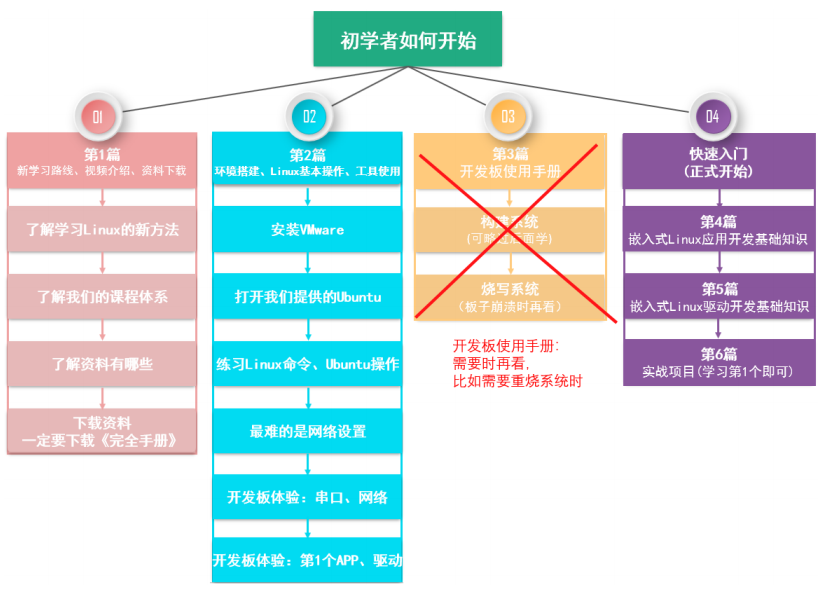 初学者如何开始
01
第1篇
新学习路线、视频介绍、资料下载
了解学习Linux的新方法
了解我们的课程体系
了解资料有哪些
下载资料
一定要下载《完全手册》
02
第2篇
环境搭建、Linux基本操作、工具使用
安装VMware
打开我们提供的Ubuntu
练习Linux命令、Ubuntu操作
最难的是网络设置
开发板体验：串口、网络
开发板体验：第1个APP、驱动
03
第3篇
开发板使用手册
构建系统
(可略过后面学)
烧写系统
(板子崩溃时再看)
开发板使用手册:
需要时再看，
比如需要重烧系统时
04
快速入门
(正式开始)
第4篇
嵌入式Linux应用开发基础知识
第5篇
嵌入式Linux驱动开发基础知识
第6篇
实战项目(学习第1个即可)